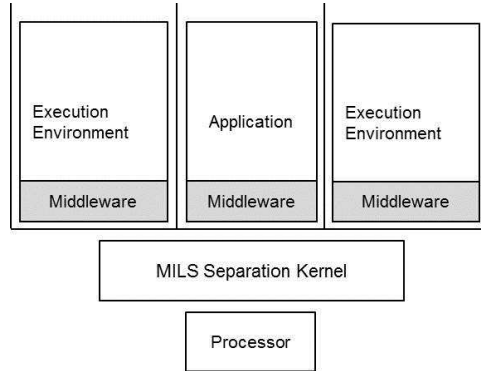 Execution
Environment
Application
Execution
Environment
Middleware
Middleware
Middleware
MILS Separation Kernel
Processor